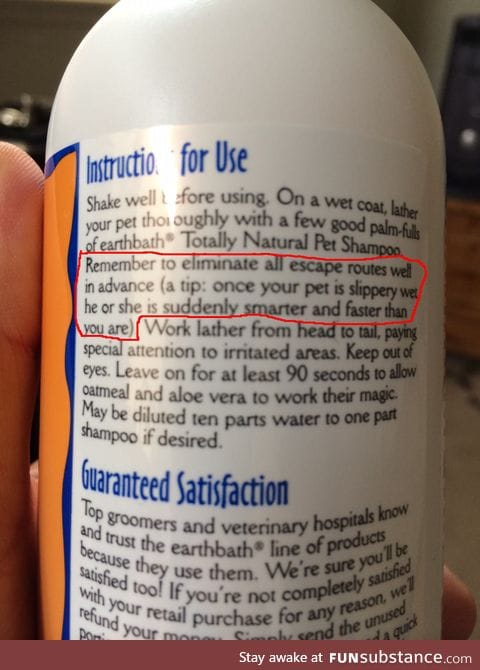 Instructions for Use
Shake well before using. On a wet coat, lather
your pet thoroughly with a few good palm-fulls
of earthbath® Totally Natural Pet Shampoo.
Remember to eliminate all escape routes well
in advance (a tip: once your pet is slippery wet
he or she is suddenly smarter and faster than
you are). Work lather from head to tail, paying
special attention to irritated areas. Keep out of
eyes. Leave on for at least 90 seconds to allow
oatmeal and aloe vera to work their magic.
May be diluted ten parts water to one part
shampoo if desired.
Guaranteed Satisfaction
Top groomers and veterinary hospitals know
and trust the earthbath® line of products
because they use them. We're sure you'll be
satisfied too! If you're not completely satisfied
with your retail purchase for any reason, we'll
refund your money. Simply send the unused
a quick
Stay awake at FUNsubstance.com